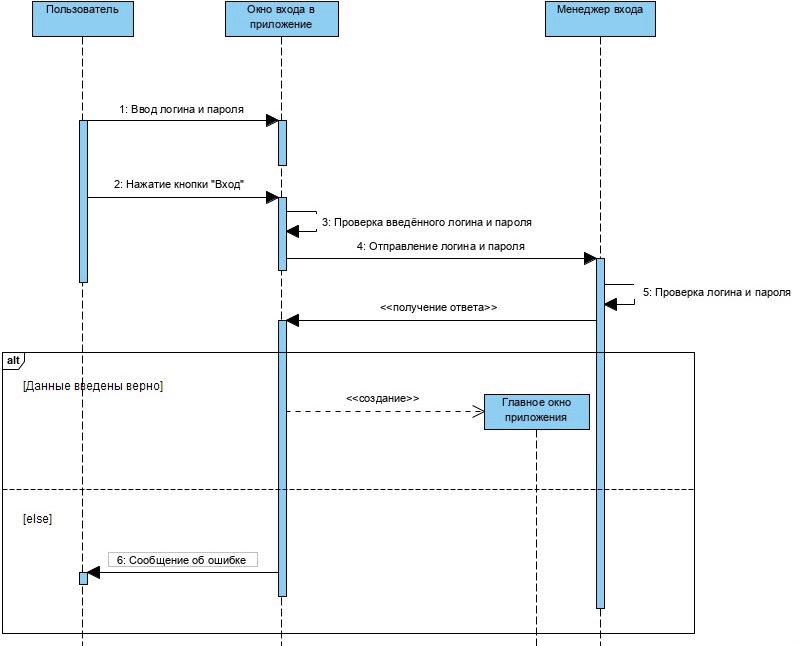 Пользователь
Окно входа в
приложение
Менеджер входа
1: Ввод логина и пароля
2: Нажатие кнопки "Вход"
3: Проверка введённого логина и пароля
4: Отправление логина и пароля
5: Проверка логина и пароля
<<получение ответа>>
alt
[Данные введены верно]
<<создание>>
Главное окно
приложения
[else]
6: Сообщение об ошибке